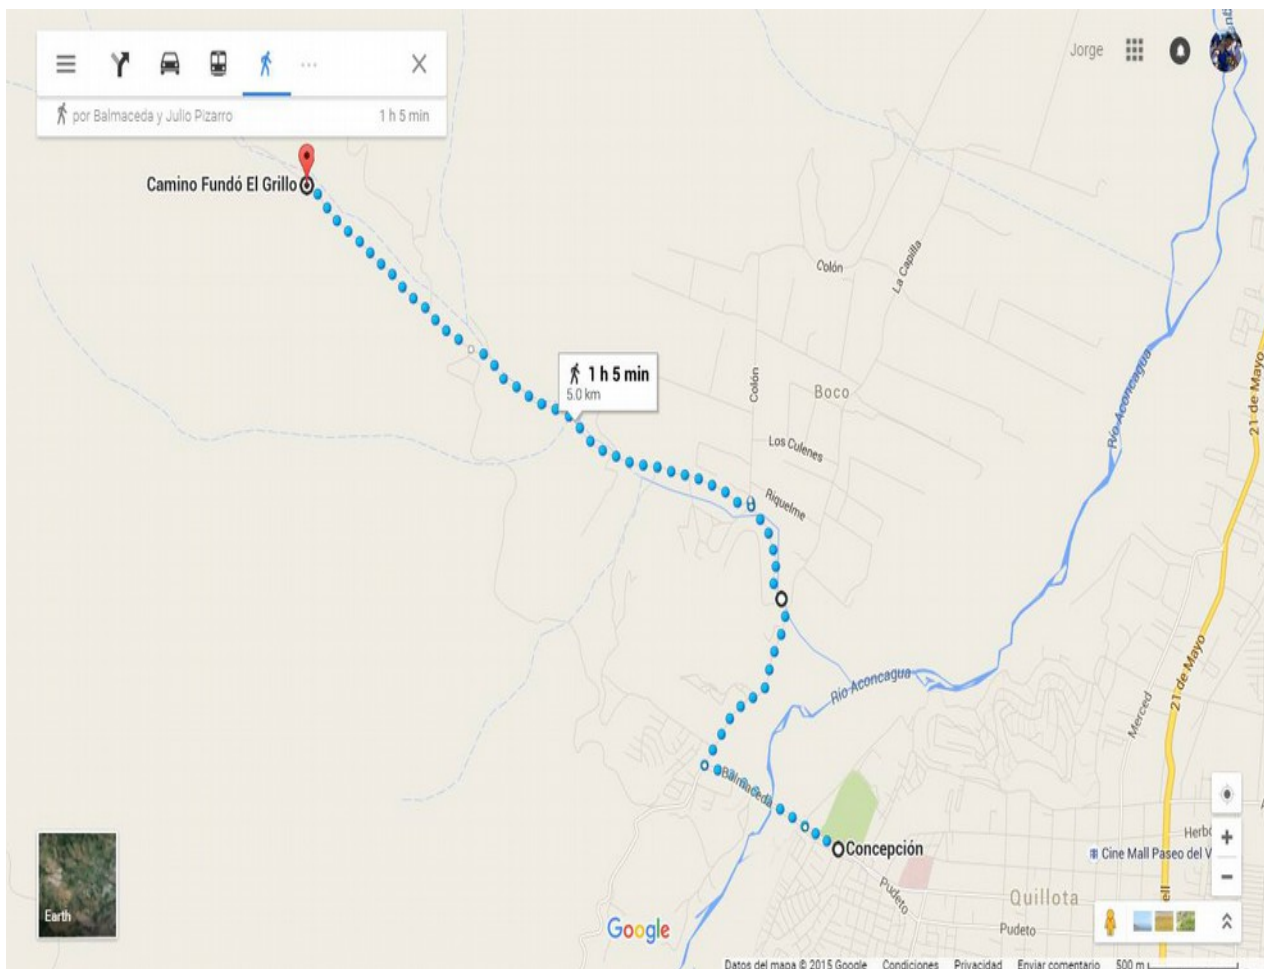 Jorge
por Balmaceda y Julio Pizarro 1 h 5 min
Camino Fundó El Grillo
Colón
La Capilla
1 h 5 min
5.0 km
Colón
Boco
Los Culenes
Riquelme
Río Aconcagua
21 de Mayo
Río Aconcagua
21 de Mayo
Merced
Balmaceda
Concepción
Herbo
Cine Mall Paseo del V
Pudeto
Quillota
ell
Pudeto
Earth
Google
Datos del mapa © 2015 Google Condiciones Privacidad Enviar comentario 500 m